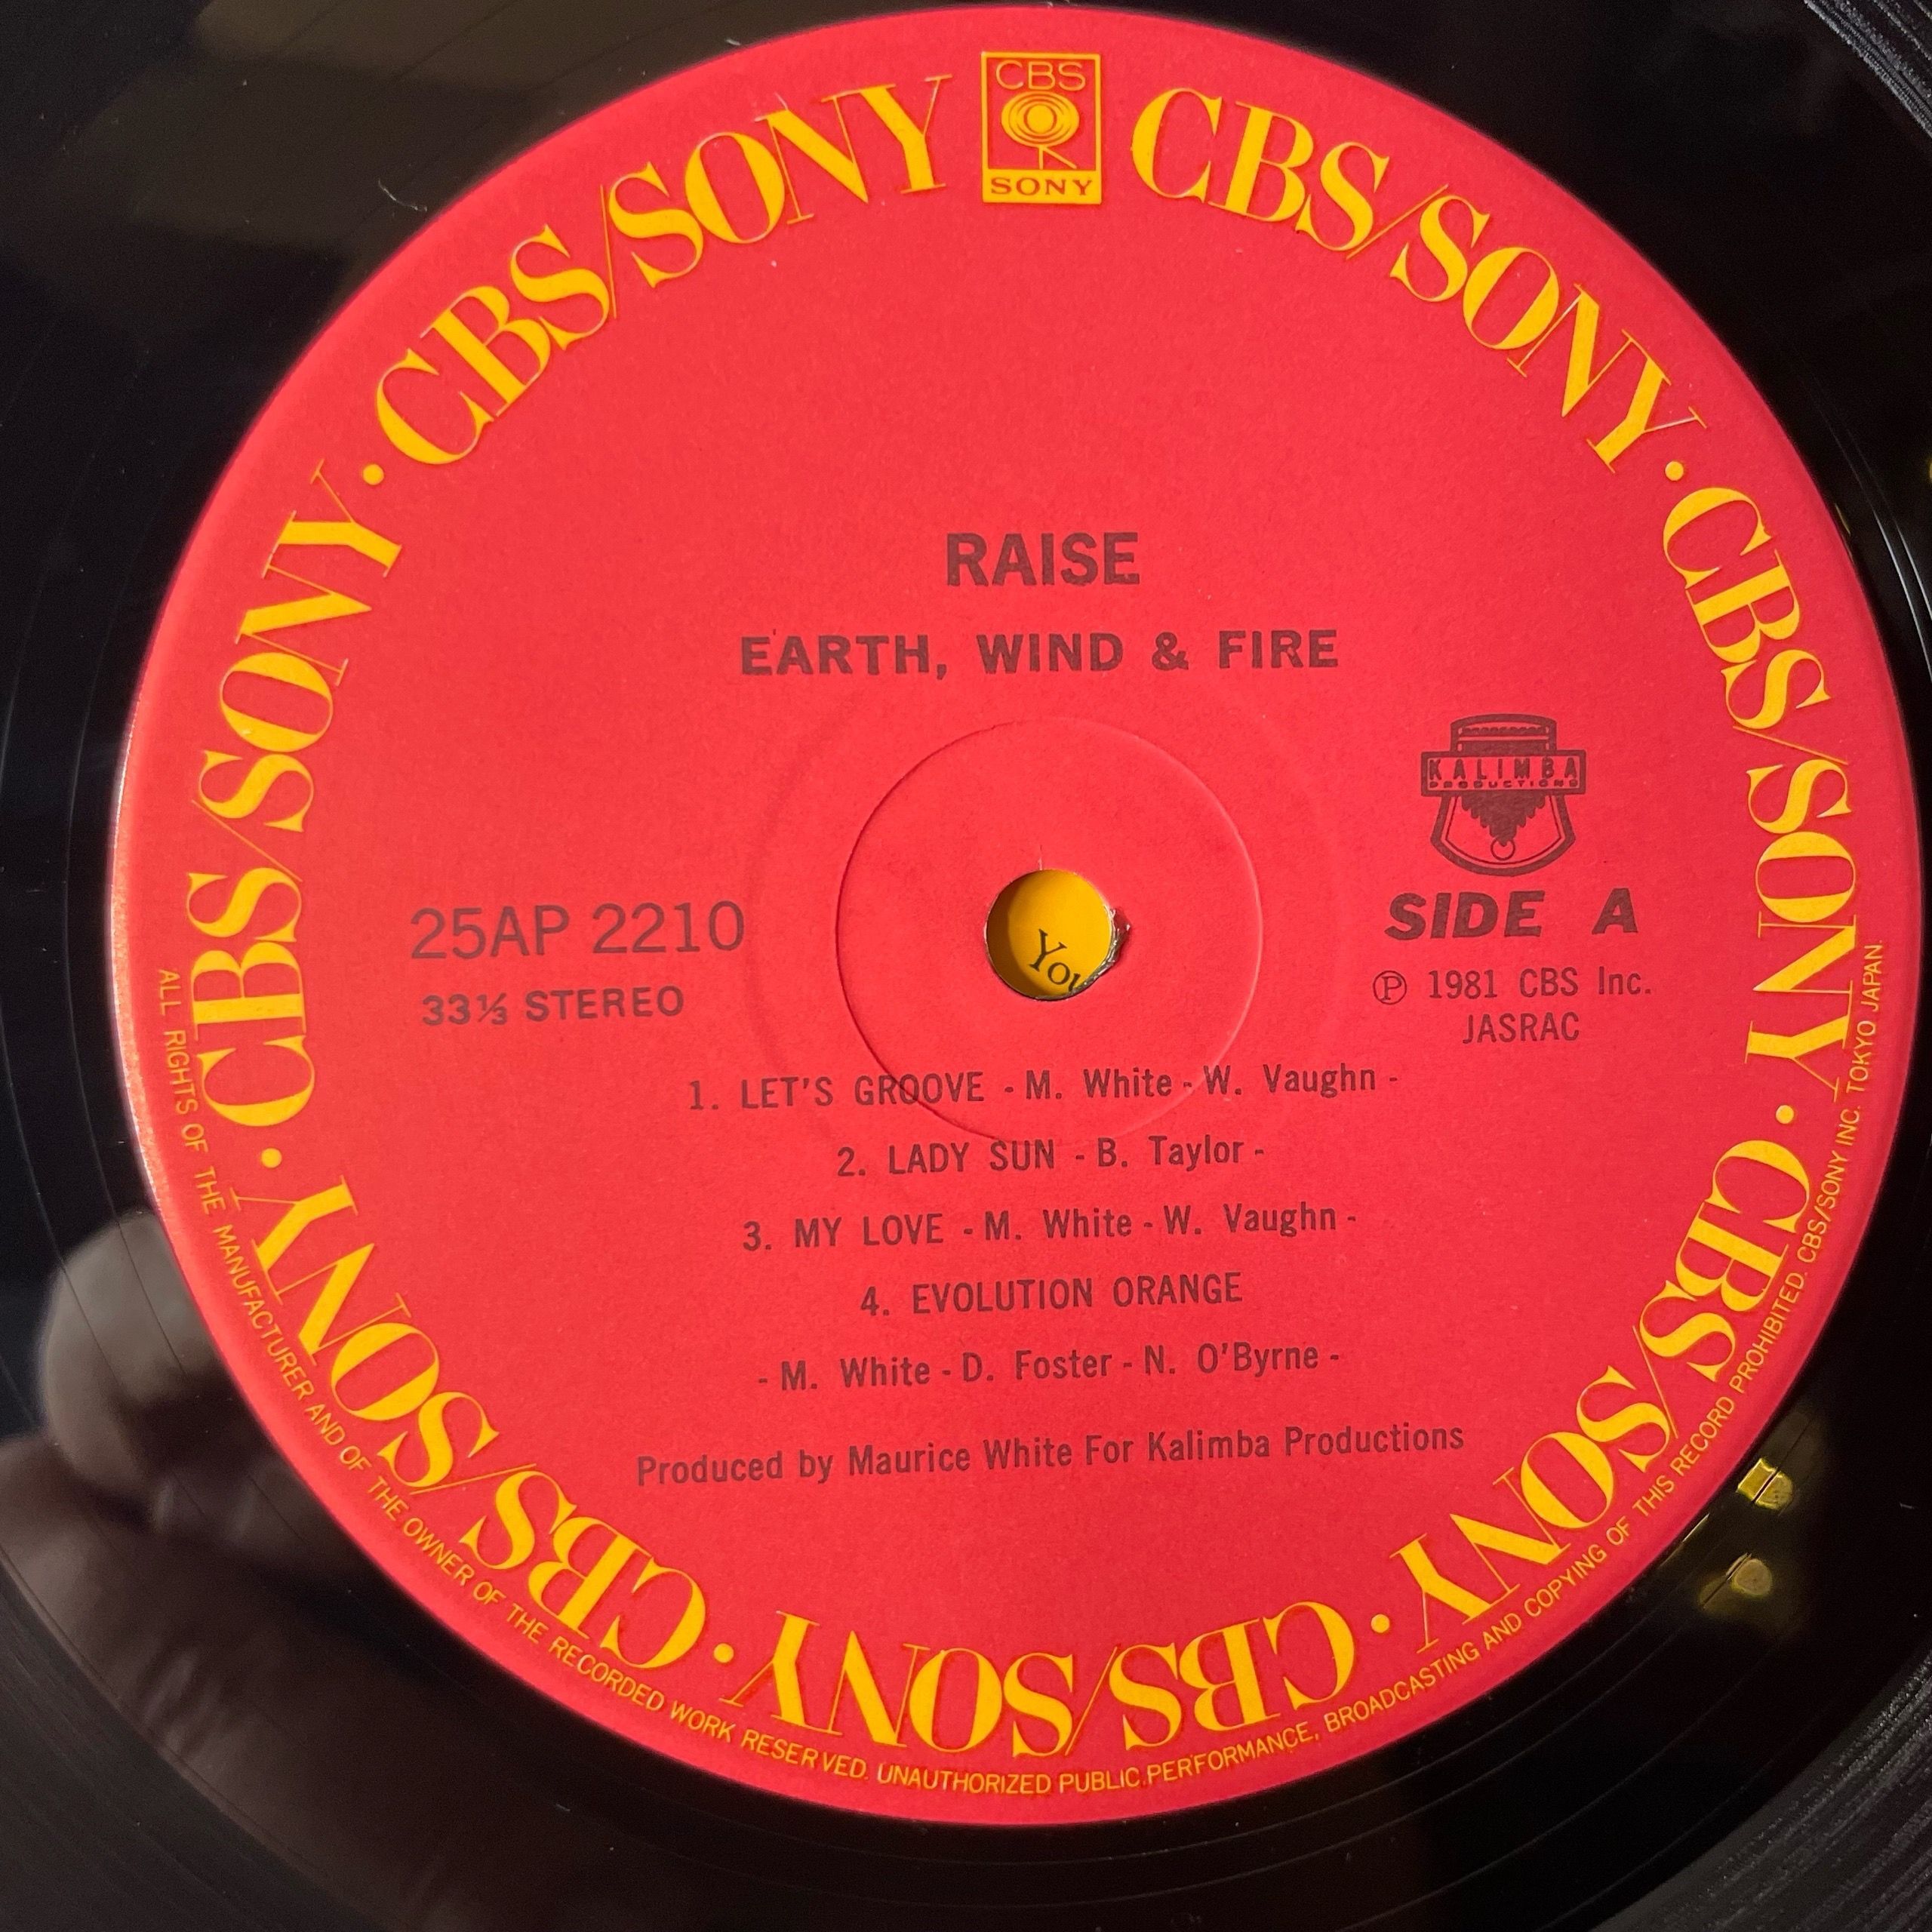 CBS
SONY
CBS/SONY · CBS/SONY · CBS/SONY · CBS/SONY · CBS/SONY · CBS/SONY · CBS/SONY
RAISE
EARTH, WIND & FIRE
KALIMBA
PRODUCTIONS
25AP 2210
33⅓ STEREO
SIDE A
Ⓟ 1981 CBS Inc.
JASRAC
You
1. LET'S GROOVE - M. White - W. Vaughn -
2. LADY SUN - B. Taylor -
3. MY LOVE - M. White - W. Vaughn -
4. EVOLUTION ORANGE
- M. White - D. Foster - N. O'Byrne -
Produced by Maurice White For Kalimba Productions
ALL RIGHTS OF THE MANUFACTURER AND OF THE OWNER OF THE RECORDED WORK RESERVED. UNAUTHORIZED PUBLIC PERFORMANCE, BROADCASTING AND COPYING OF THIS RECORD PROHIBITED. CBS/SONY INC. TOKYO JAPAN.